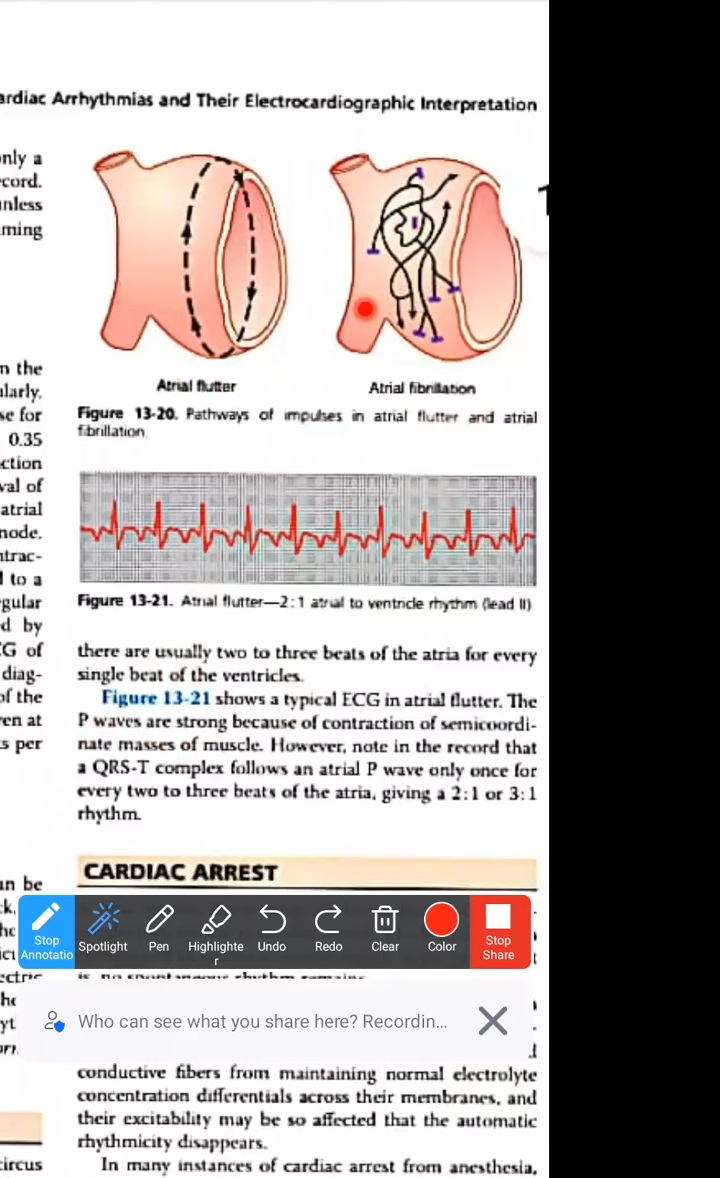 ardiac Arrhythmias and Their Electrocardiographic Interpretation
only a
cord.
unless
ming
n the
ularly.
se for
0.35
ction
val of
atrial
node.
ntrac-
d to a
gular
d by
CG of
diag-
of the
en at
s per
an be
Atrial flutter
Atrial fibrillation
Figure 13-20. Pathways of impulses in atrial flutter and atrial
fibrillation.
Figure 13-21. Atrial flutter—2:1 atrial to ventricle rhythm (lead II).
there are usually two to three beats of the atria for every
single beat of the ventricles.
Figure 13-21 shows a typical ECG in atrial flutter. The
P waves are strong because of contraction of semicoordi-
nate masses of muscle. However, note in the record that
a QRS-T complex follows an atrial P wave only once for
every two to three beats of the atria, giving a 2:1 or 3:1
rhythm.
CARDIAC ARREST
Stop Annotatio
Spotlight
Pen
Highlighte
r
Undo
Redo
Clear
Color
Stop Share
Who can see what you share here? Recordin...
conductive fibers from maintaining normal electrolyte
concentration differentials across their membranes, and
their excitability may be so affected that the automatic
rhythmicity disappears.
circus
In many instances of cardiac arrest from anesthesia,